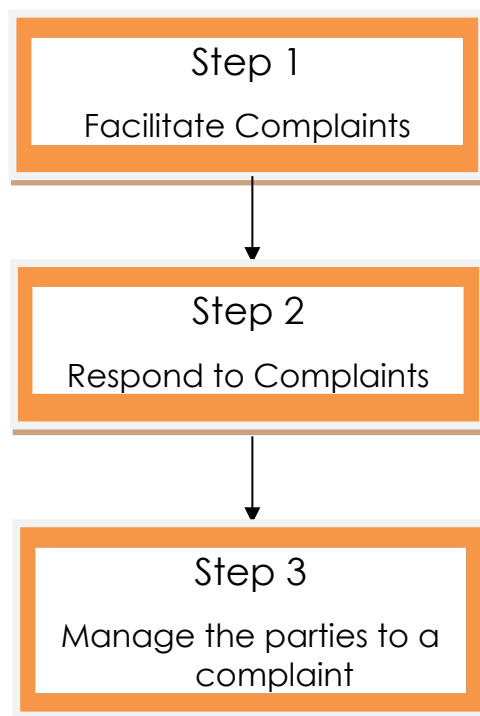 Step 1
Facilitate Complaints
Step 2
Respond to Complaints
Step 3
Manage the parties to a
complaint